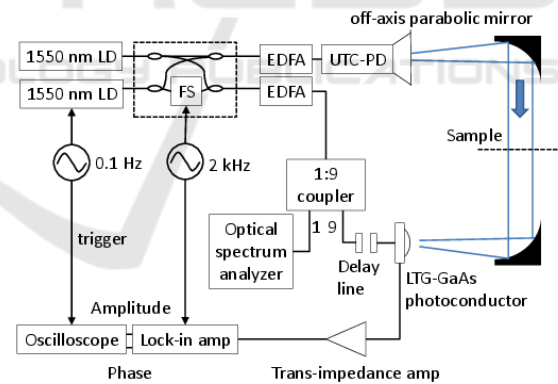 off-axis parabolic mirror
1550 nm LD
EDFA
UTC-PD
1550 nm LD
FS
EDFA
Sample
0.1 Hz
2 kHz
1:9
coupler
trigger
1 9
Optical
spectrum
analyzer
Delay
line
LTG-GaAs
photoconductor
Amplitude
Oscilloscope
Lock-in amp
Phase
Trans-impedance amp